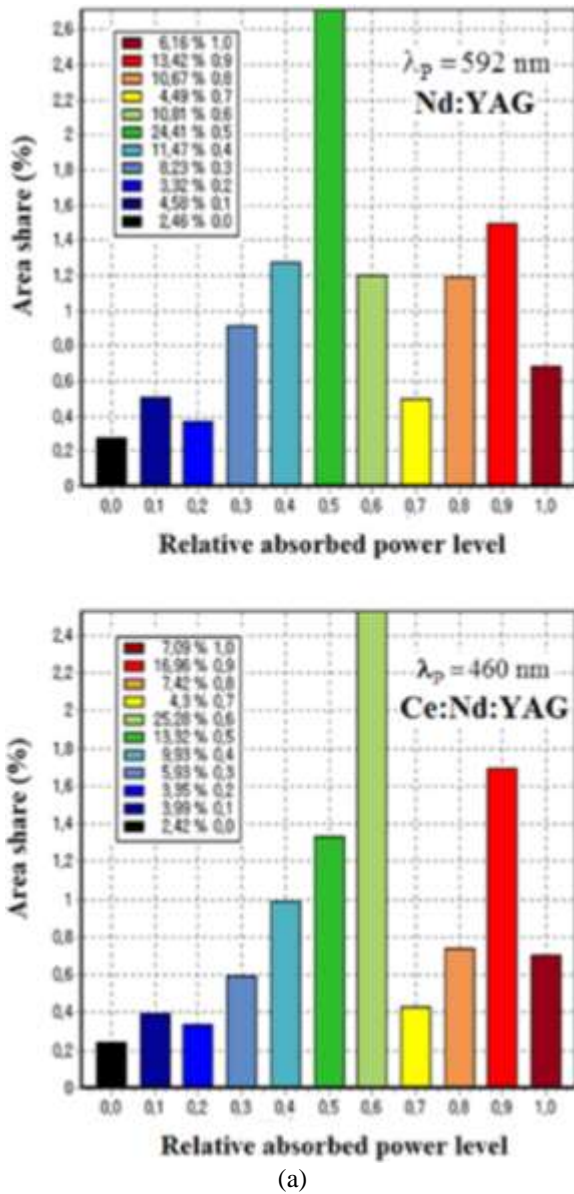 2,6
2,4
2,2
2
1,8
1,6
1,4
1,2
1
0,8
0,6
0,4
0,2
0
Area share (%)
6,16 % 1,0
13,42 % 0,9
10,67 % 0,8
4,49 % 0,7
10,81 % 0,6
24,41 % 0,5
11,47 % 0,4
8,23 % 0,3
3,32 % 0,2
4,58 % 0,1
2,46 % 0,0
λp = 592 nm
Nd:YAG
0,0 0,1 0,2 0,3 0,4 0,5 0,6 0,7 0,8 0,9 1,0
Relative absorbed power level
2,4
2,2
2
1,8
1,6
1,4
1,2
1
0,8
0,6
0,4
0,2
0
Area share (%)
7,09 % 1,0
16,96 % 0,9
7,42 % 0,8
4,3 % 0,7
25,28 % 0,6
13,32 % 0,5
9,93 % 0,4
5,93 % 0,3
3,35 % 0,2
3,99 % 0,1
2,42 % 0,0
λp = 460 nm
Ce:Nd:YAG
0,0 0,1 0,2 0,3 0,4 0,5 0,6 0,7 0,8 0,9 1,0
Relative absorbed power level
(a)